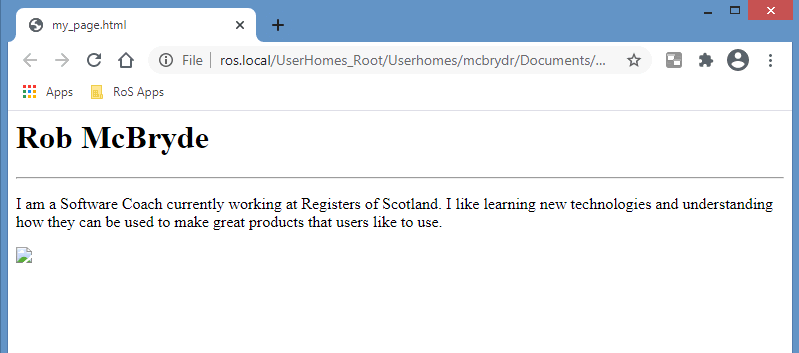 my_page.html
File ros.local/UserHomes_Root/Userhomes/mcbrydr/Documents/...
Apps RoS Apps
Rob McBryde
I am a Software Coach currently working at Registers of Scotland. I like learning new technologies and understanding
how they can be used to make great products that users like to use.